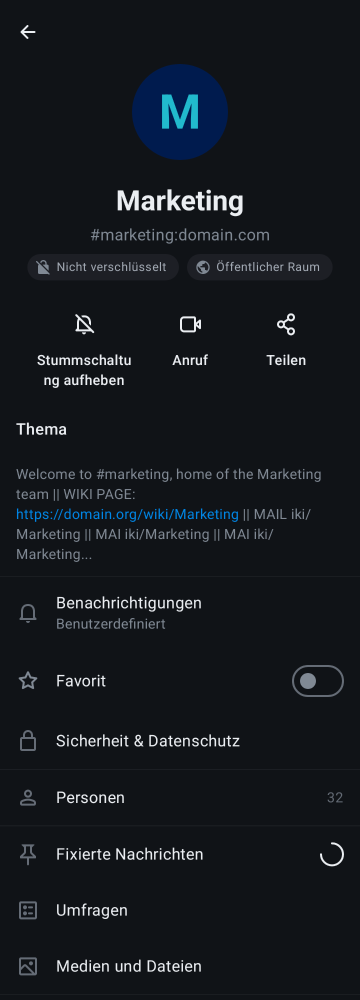 M
Marketing
#marketing:domain.com
Nicht verschlüsselt
Öffentlicher Raum
Stummschaltu
ng aufheben
Anruf
Teilen
Thema
Welcome to #marketing, home of the Marketing
team || WIKI PAGE:
https://domain.org/wiki/Marketing || MAIL iki/
Marketing || MAI iki/Marketing || MAI iki/
Marketing...
Benachrichtigungen
Benutzerdefiniert
Favorit
Sicherheit & Datenschutz
Personen
32
Fixierte Nachrichten
Umfragen
Medien und Dateien